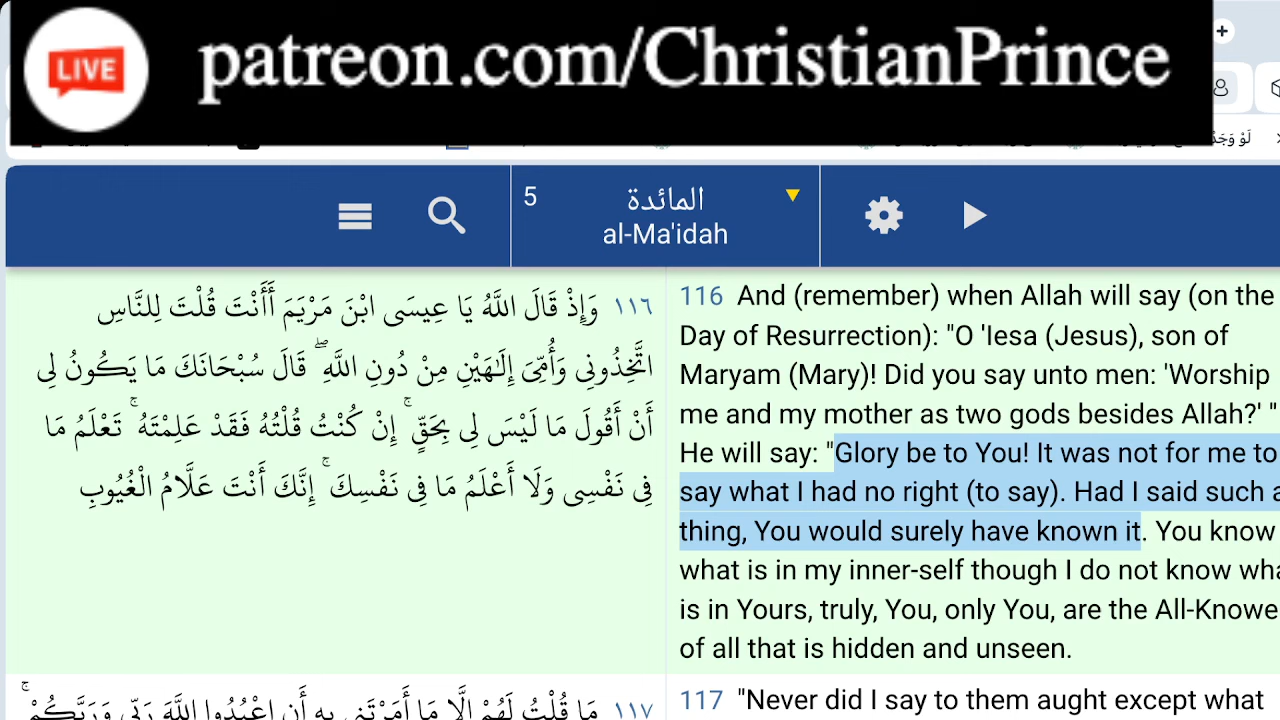 LIVE
patreon.com/ChristianPrince
5
المائدة
al-Ma'idah
١١٦ وَإِذْ قَالَ اللَّهُ يَا عِيسَى ابْنَ مَرْيَمَ أَأَنْتَ قُلْتَ لِلنَّاسِ
اتَّخِذُونِي وَأُمِّيَ إِلَٰهَيْنِ مِنْ دُونِ اللَّهِ ۖ قَالَ سُبْحَانَكَ مَا يَكُونُ لِي
أَنْ أَقُولَ مَا لَيْسَ لِي بِحَقٍّ ۚ إِنْ كُنْتُ قُلْتُهُ فَقَدْ عَلِمْتَهُ ۚ تَعْلَمُ مَا
فِي نَفْسِي وَلَا أَعْلَمُ مَا فِي نَفْسِكَ ۚ إِنَّكَ أَنْتَ عَلَّامُ الْغُيُوبِ
116 And (remember) when Allah will say (on the
Day of Resurrection): "O 'Iesa (Jesus), son of
Maryam (Mary)! Did you say unto men: 'Worship
me and my mother as two gods besides Allah?' "
He will say: "Glory be to You! It was not for me to
say what I had no right (to say). Had I said such a
thing, You would surely have known it. You know
what is in my inner-self though I do not know wha
is in Yours, truly, You, only You, are the All-Knowe
of all that is hidden and unseen.
١١٧ مَا قُلْتُ لَهُمْ إِلَّا مَا أَمَرْتَنِي بِهِ أَنِ اعْبُدُوا اللَّهَ رَبِّي وَرَبَّكُمْ ۚ
117 "Never did I say to them aught except what